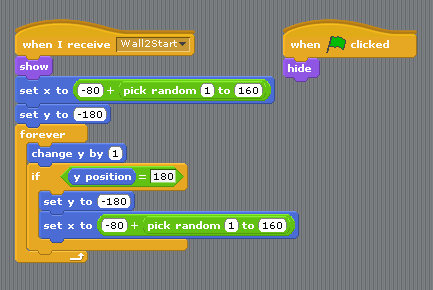 when I receive Wall2Start
show
set x to -80 + pick random 1 to 160
set y to -180
forever
change y by 1
if y position = 180
set y to -180
set x to -80 + pick random 1 to 160
when clicked
hide